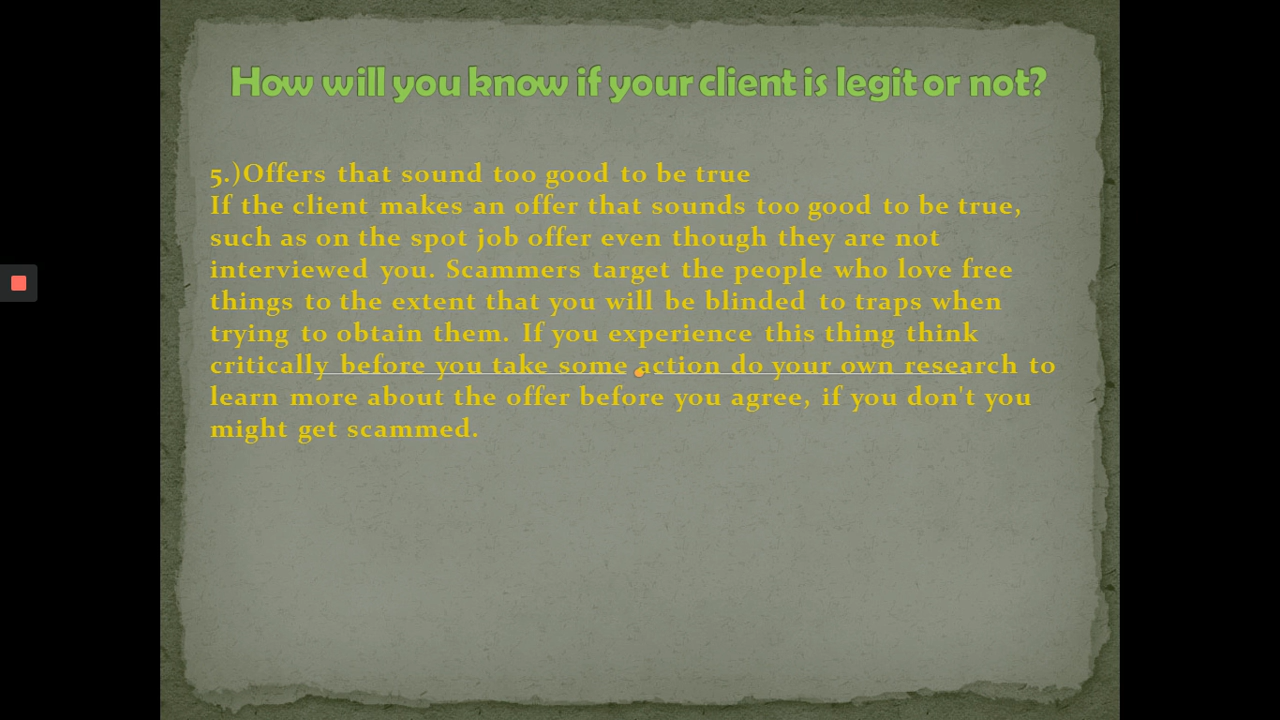 How will you know if your client is legit or not?
5.)Offers that sound too good to be true
If the client makes an offer that sounds too good to be true,
such as on the spot job offer even though they are not
interviewed you. Scammers target the people who love free
things to the extent that you will be blinded to traps when
trying to obtain them. If you experience this thing think
critically before you take some action do your own research to
learn more about the offer before you agree, if you don't you
might get scammed.